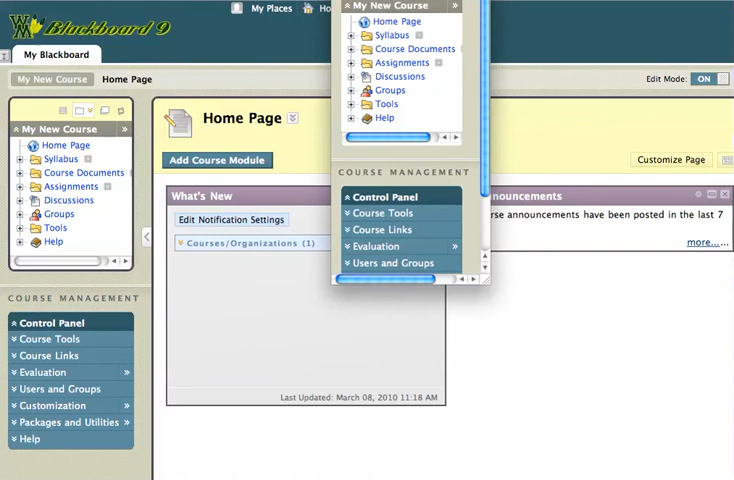 My Places
Ho
WM Blackboard 9
My Blackboard
My New Course
Home Page
Edit Mode:
ON
My New Course
Home Page
Syllabus
Course Documents
Assignments
Discussions
Groups
Tools
Help
COURSE MANAGEMENT
Control Panel
Course Tools
Course Links
Evaluation
Users and Groups
Customization
Packages and Utilities
Help
Home Page
Add Course Module
Customize Page
What's New
Edit Notification Settings
Courses/Organizations (1)
Last Updated: March 08, 2010 11:18 AM
My New Course
Home Page
Syllabus
Course Documents
Assignments
Discussions
Groups
Tools
Help
COURSE MANAGEMENT
Control Panel
Course Tools
Course Links
Evaluation
Users and Groups
nnouncements
rse announcements have been posted in the last 7
more...